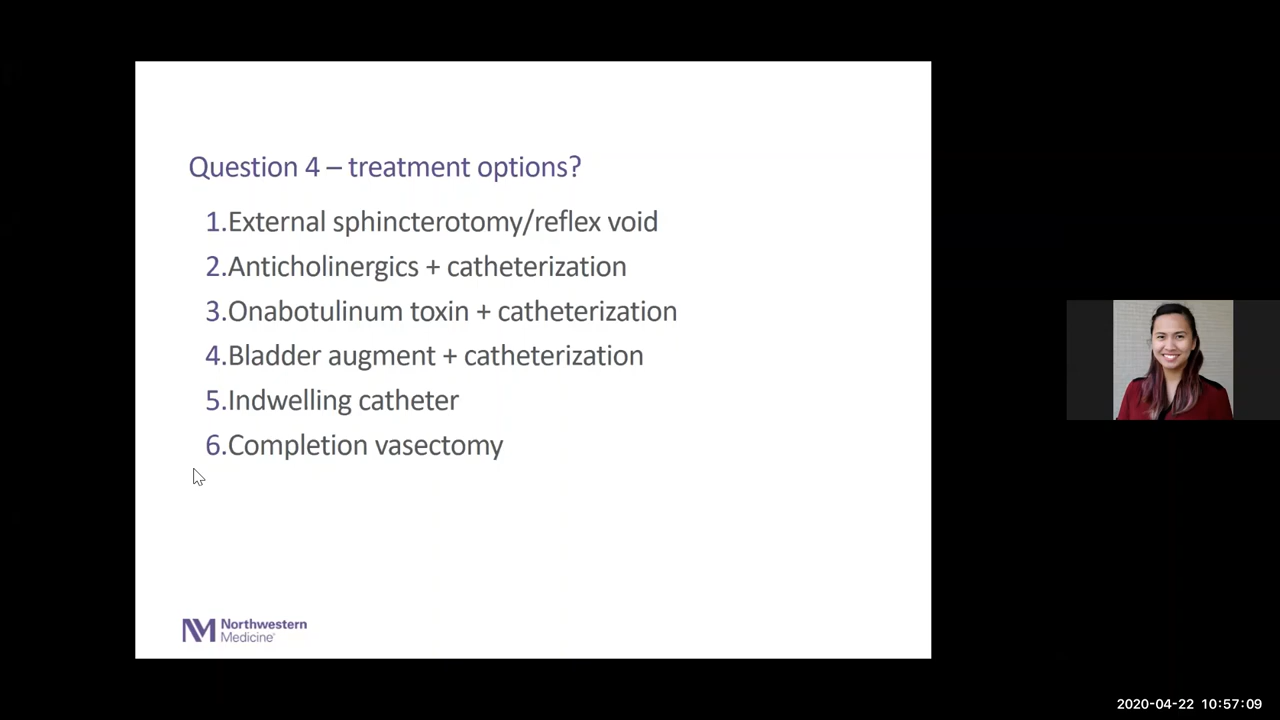 Question 4 – treatment options?
1.External sphincterotomy/reflex void
2.Anticholinergics + catheterization
3.Onabotulinum toxin + catheterization
4.Bladder augment + catheterization
5.Indwelling catheter
6.Completion vasectomy
Northwestern
Medicine®
2020-04-22 10:57:09